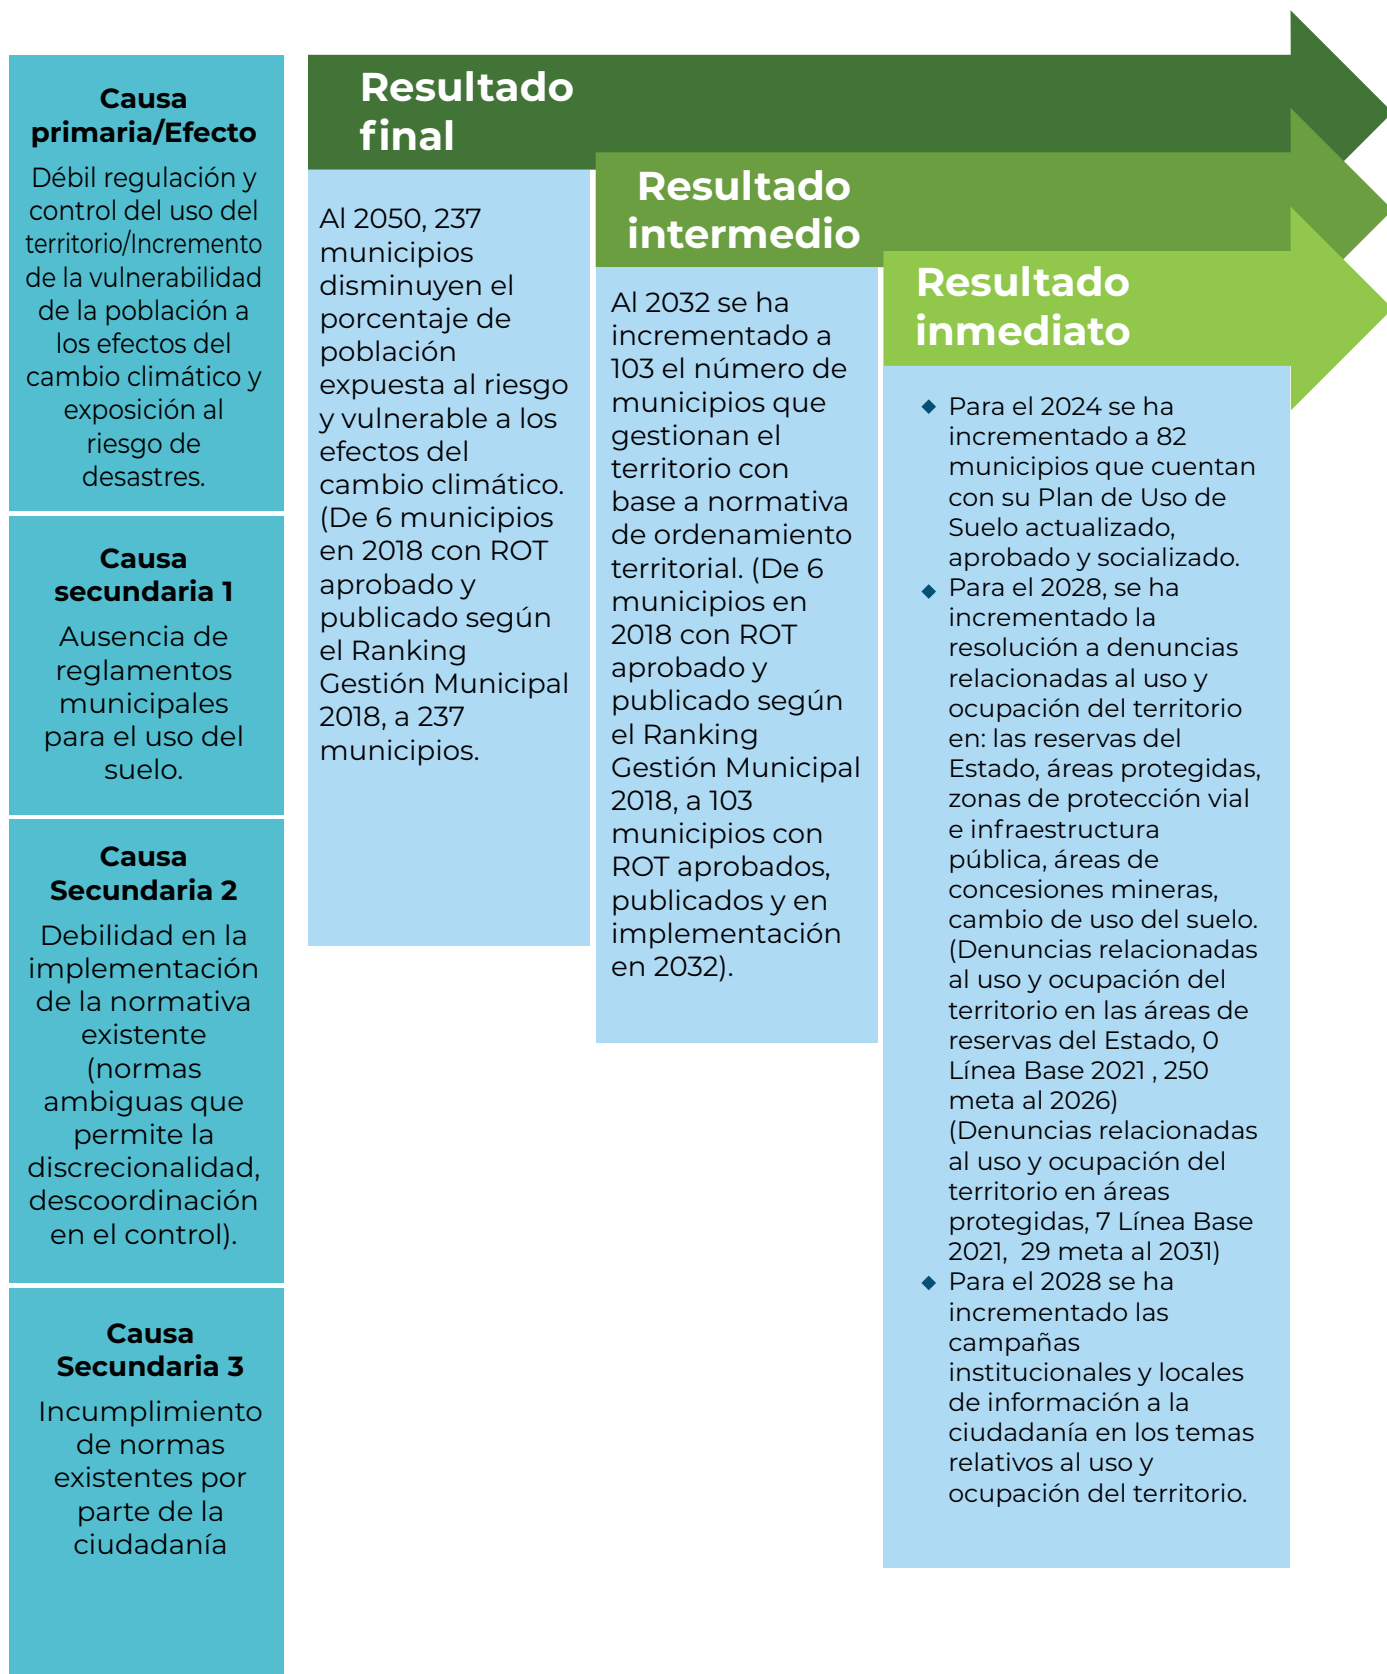 Causa
primaria/Efecto
Débil regulación y
control del uso del
territorio/Incremento
de la vulnerabilidad
de la población a
los efectos del
cambio climático y
exposición al
riesgo de
desastres.
Causa
secundaria 1
Ausencia de
reglamentos
municipales
para el uso del
suelo.
Causa
Secundaria 2
Debilidad en la
implementación
de la normativa
existente
(normas
ambiguas que
permite la
discrecionalidad,
descoordinación
en el control).
Causa
Secundaria 3
Incumplimiento
de normas
existentes por
parte de la
ciudadanía
Resultado
final
Al 2050, 237
municipios
disminuyen el
porcentaje de
población
expuesta al riesgo
y vulnerable a los
efectos del
cambio climático.
(De 6 municipios
en 2018 con ROT
aprobado y
publicado según
el Ranking
Gestión Municipal
2018, a 237
municipios.
Resultado
intermedio
Al 2032 se ha
incrementado a
103 el número de
municipios que
gestionan el
territorio con
base a normativa
de ordenamiento
territorial. (De 6
municipios en
2018 con ROT
aprobado y
publicado según
el Ranking
Gestión Municipal
2018, a 103
municipios con
ROT aprobados,
publicados y en
implementación
en 2032).
Resultado
inmediato
◆ Para el 2024 se ha
incrementado a 82
municipios que cuentan
con su Plan de Uso de
Suelo actualizado,
aprobado y socializado.
◆ Para el 2028, se ha
incrementado la
resolución a denuncias
relacionadas al uso y
ocupación del territorio
en: las reservas del
Estado, áreas protegidas,
zonas de protección vial
e infraestructura
pública, áreas de
concesiones mineras,
cambio de uso del suelo.
(Denuncias relacionadas
al uso y ocupación del
territorio en las áreas de
reservas del Estado, 0
Línea Base 2021 , 250
meta al 2026)
(Denuncias relacionadas
al uso y ocupación del
territorio en áreas
protegidas, 7 Línea Base
2021, 29 meta al 2031)
◆ Para el 2028 se ha
incrementado las
campañas
institucionales y locales
de información a la
ciudadanía en los temas
relativos al uso y
ocupación del territorio.